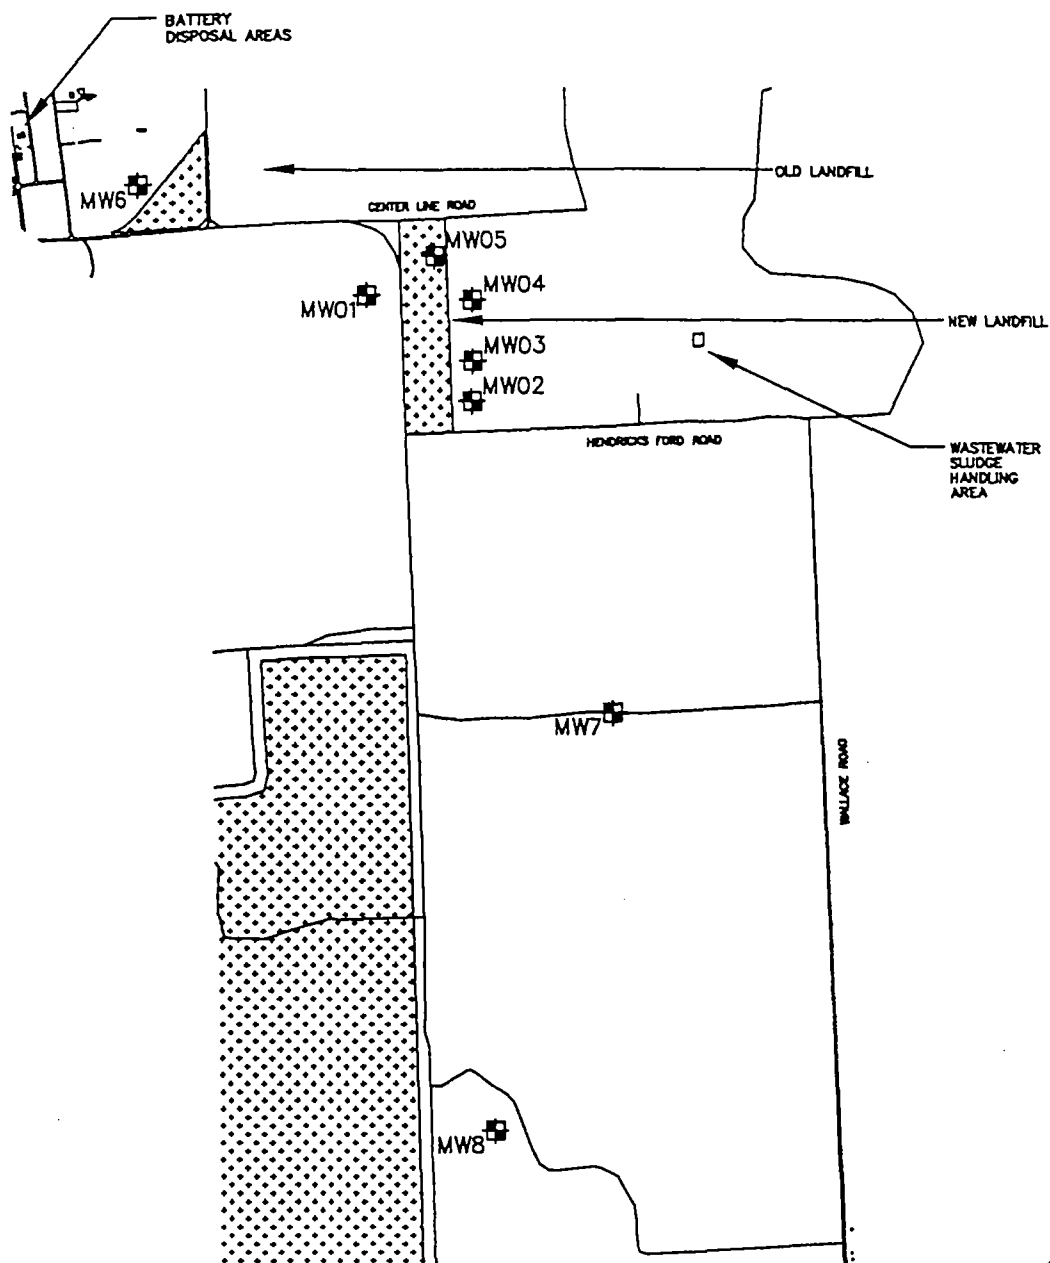 BATTERY
DISPOSAL AREAS
OLD LANDFILL
MW6
CENTER LINE ROAD
MW05
MW04
MW01
NEW LANDFILL
MW03
MW02
HENDRICKS FORD ROAD
WASTEWATER
SLUDGE
HANDLING
AREA
MW7
WALLACE ROAD
MW8